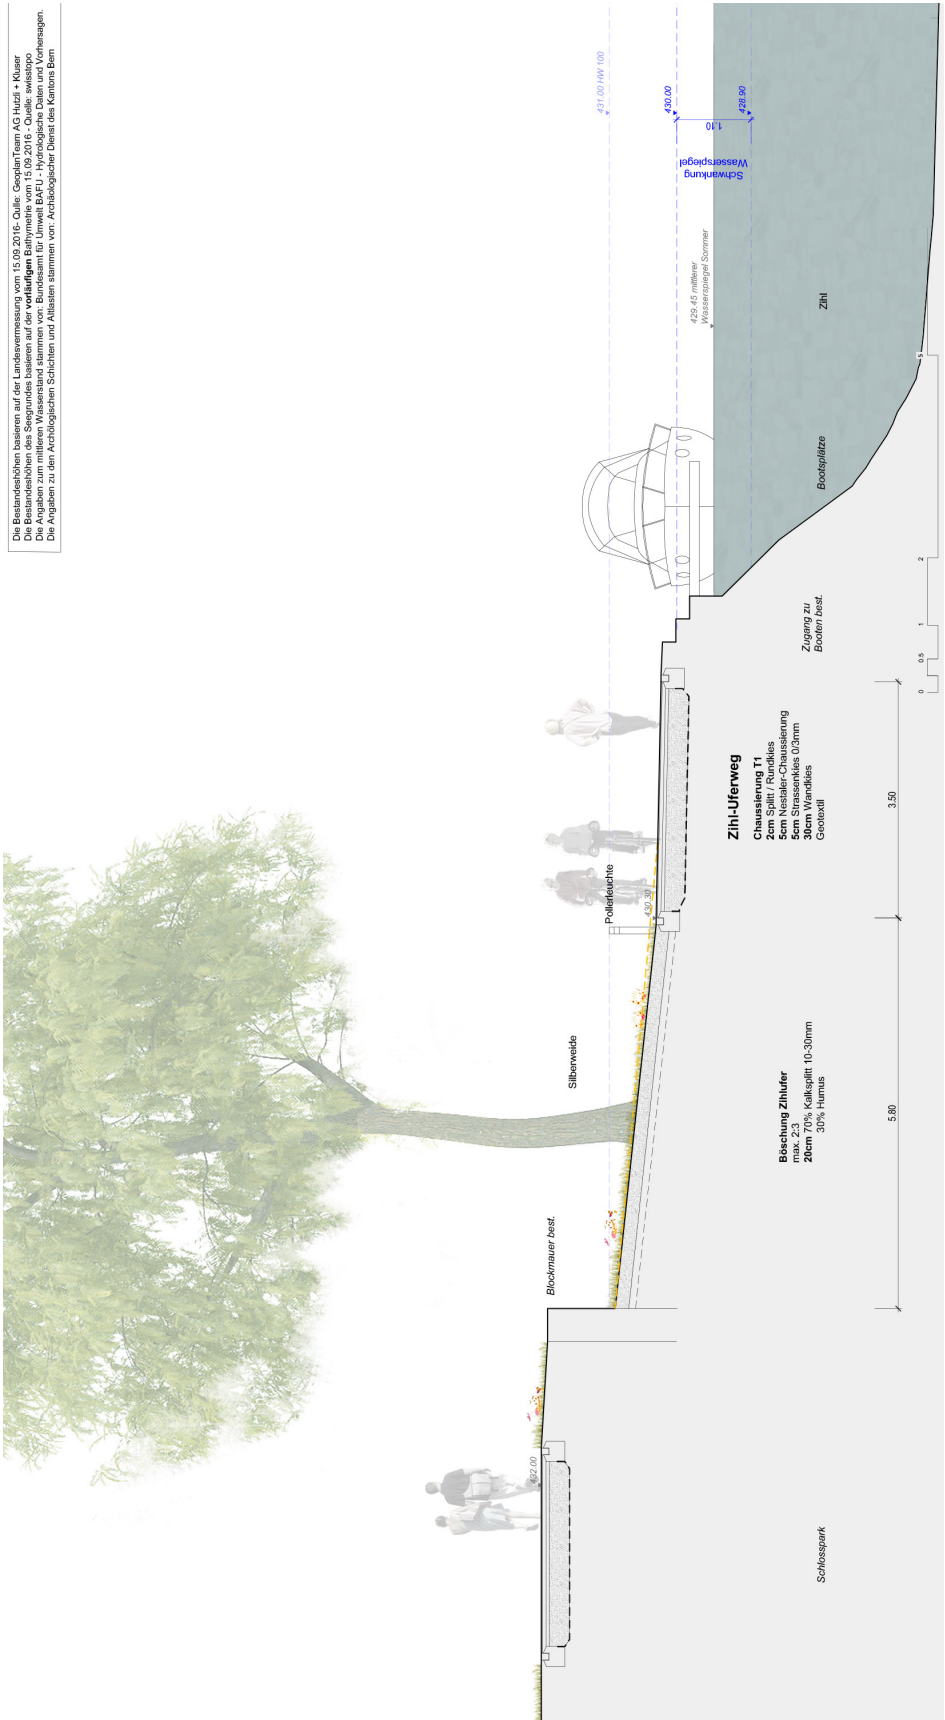 Die Bestandeshöhen basieren auf der Landesvermessung vom 15.09.2016- Qulle: GeoplanTeam AG Hutzli + Kluser
Die Bestandeshöhen des Seegrundes basieren auf der vorläufigen Bathymetrie vom 15.09.2016 - Quelle: swisstopo
Die Angaben zum mittleren Wasserstand stammen von: Bundesamt für Umwelt BAFU - Hydrologische Daten und Vorhersagen.
Die Angaben zu den Archölogischen Schichten und Altlasten stammen von: Archäologischer Dienst des Kantons Bern
432.00
Schlosspark
Blockmauer best.
Silberweide
Pollerleuchte
430.30
Böschung Zihlufer
max. 2:3
20cm 70% Kalksplitt 10-30mm
30% Humus
5.80
Zihl-Uferweg
Chaussierung T1
2cm Splitt / Rundkies
5cm Nestaler-Chaussierung
5cm Strassenkies 0/3mm
30cm Wandkies
Geotextil
3.50
Zugang zu
Booten best.
Bootsplätze
Zihl
429.45 mittlerer
Wasserspiegel Sommer
431.00 HW 100
430.00
428.90
1.10
Schwankung
Wasserspiegel
0
0.5
1
2
5